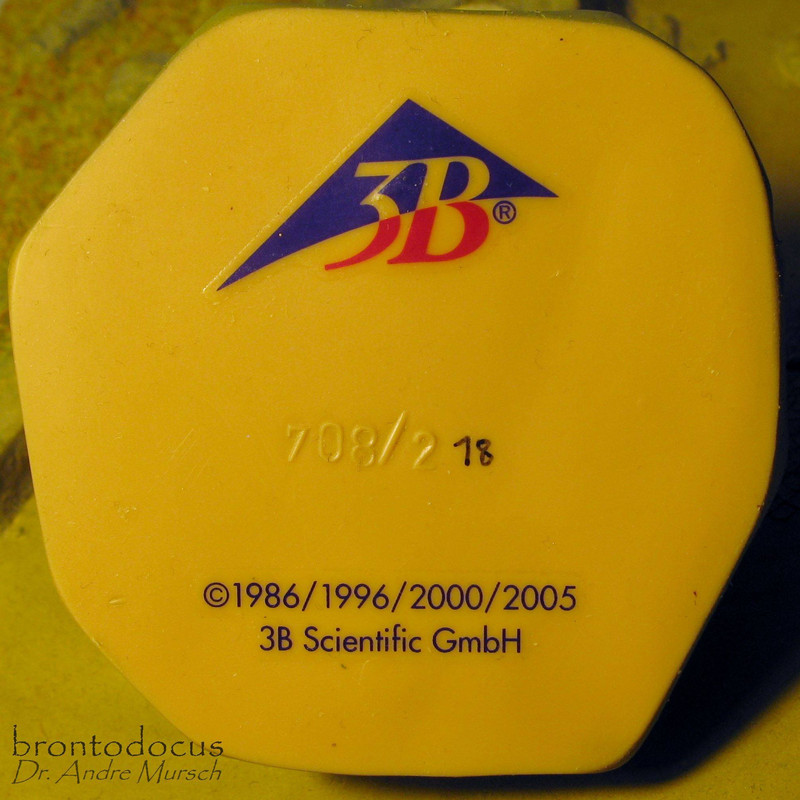 3B®
708/2 18
©1986/1996/2000/2005
3B Scientific GmbH
brontodocus
Dr. Andre Mursch